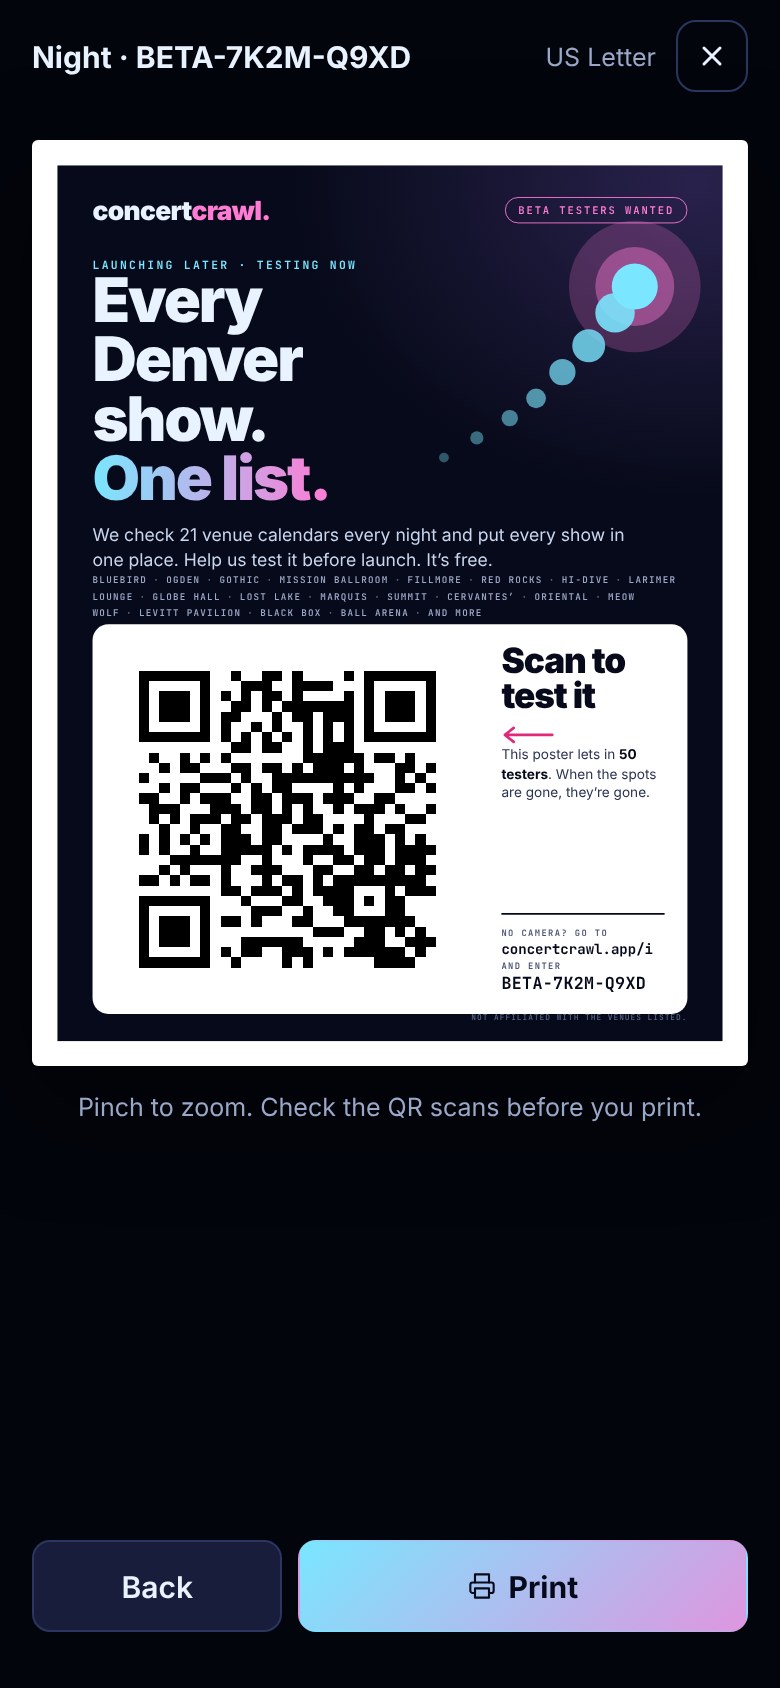 Night · BETA-7K2M-Q9XD
US Letter
concertcrawl.
BETA TESTERS WANTED
LAUNCHING LATER · TESTING NOW
Every
Denver
show.
One list.
We check 21 venue calendars every night and put every show in
one place. Help us test it before launch. It’s free.
BLUEBIRD · OGDEN · GOTHIC · MISSION BALLROOM · FILLMORE · RED ROCKS · HI-DIVE · LARIMER
LOUNGE · GLOBE HALL · LOST LAKE · MARQUIS · SUMMIT · CERVANTES’ · ORIENTAL · MEOW
WOLF · LEVITT PAVILION · BLACK BOX · BALL ARENA · AND MORE
Scan to
test it
This poster lets in 50
testers. When the spots
are gone, they’re gone.
NO CAMERA? GO TO
concertcrawl.app/i
AND ENTER
BETA-7K2M-Q9XD
NOT AFFILIATED WITH THE VENUES LISTED.
Pinch to zoom. Check the QR scans before you print.
Back
Print